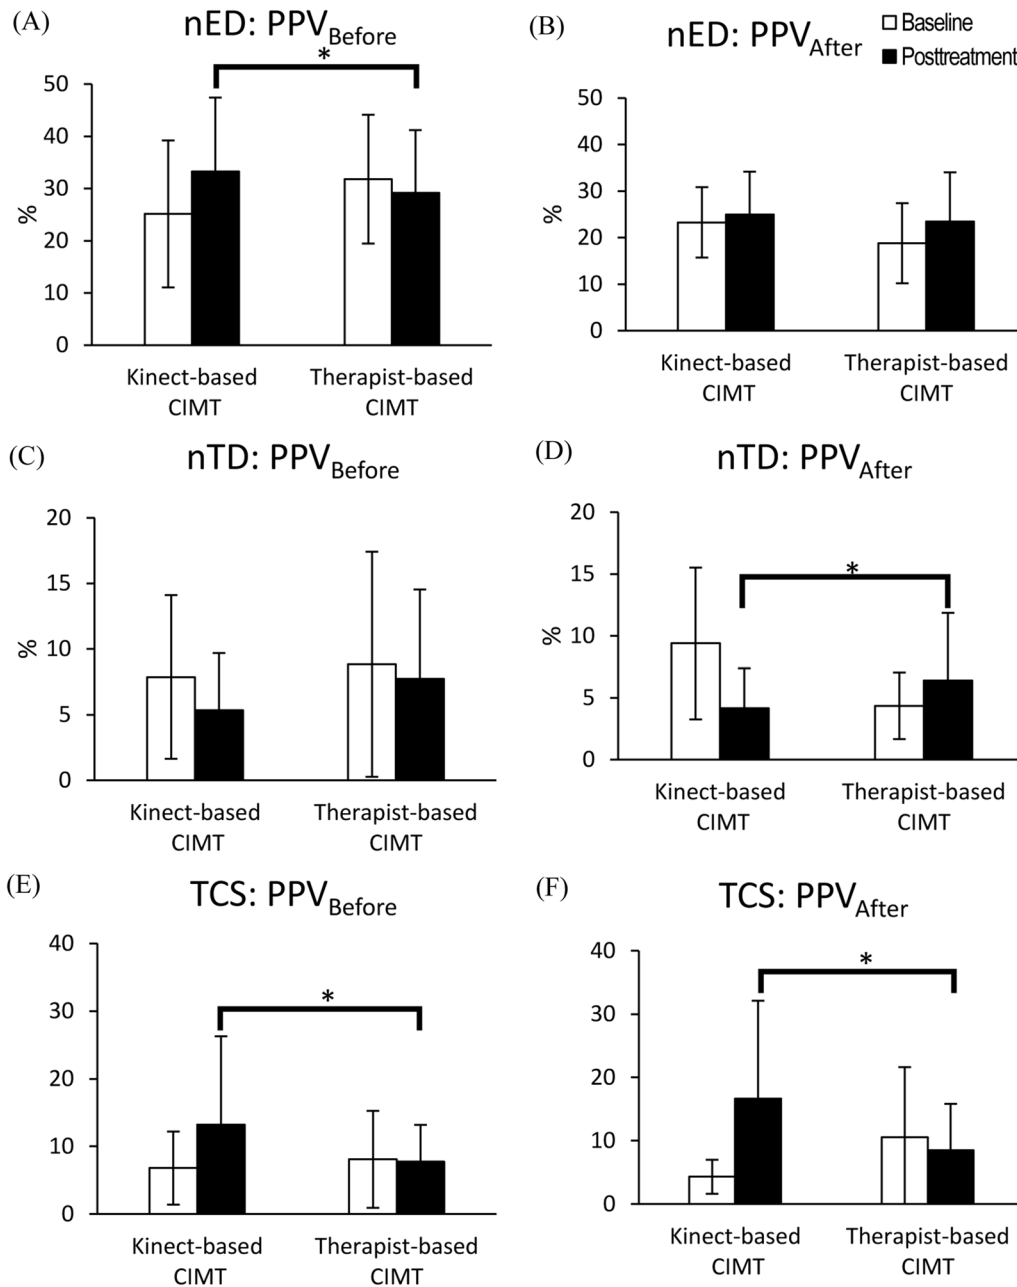 (A) nED: PPVBefore
*
50
40
30
20
10
0
%
Kinect-based Therapist-based
CIMT CIMT
(B) nED: PPVAfter
Baseline
Posttreatment
50
40
30
20
10
0
%
Kinect-based Therapist-based
CIMT CIMT
(C) nTD: PPVBefore
20
15
10
5
0
%
Kinect-based Therapist-based
CIMT CIMT
(D) nTD: PPVAfter
*
20
15
10
5
0
%
Kinect-based Therapist-based
CIMT CIMT
(E) TCS: PPVBefore
*
40
30
20
10
0
Kinect-based Therapist-based
CIMT CIMT
(F) TCS: PPVAfter
*
40
30
20
10
0
Kinect-based Therapist-based
CIMT CIMT